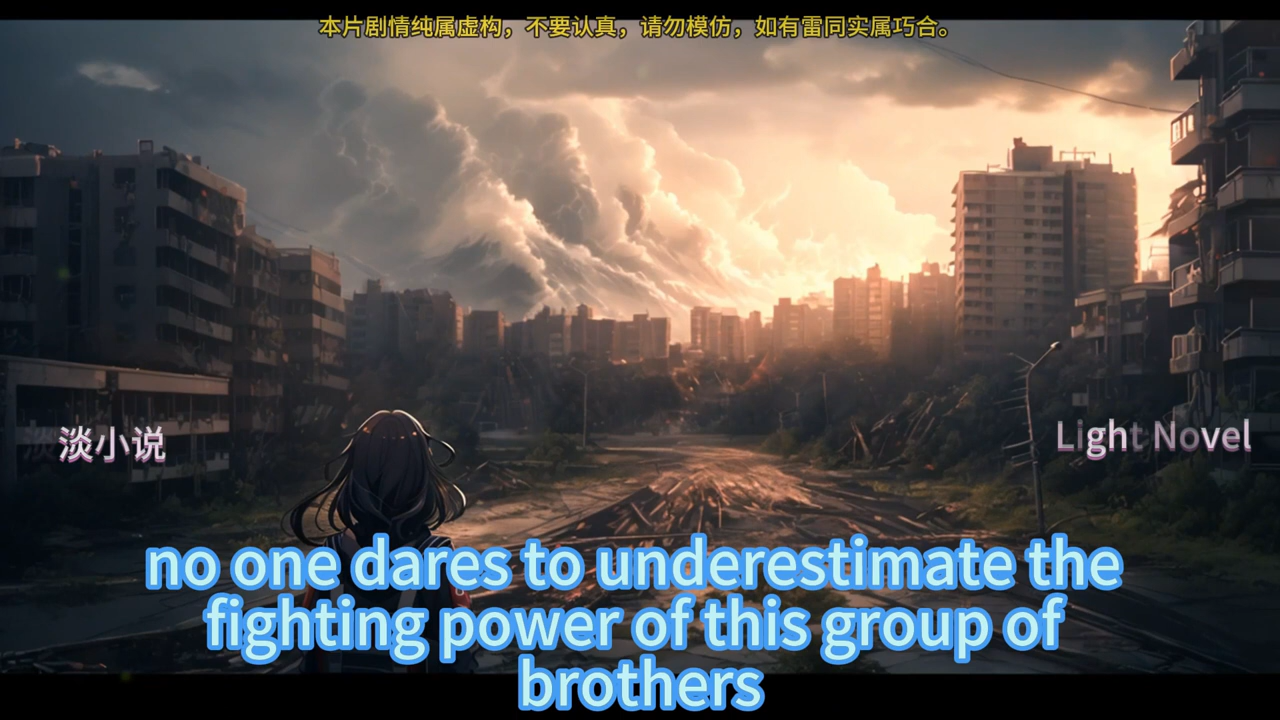 本片剧情纯属虚构，不要认真，请勿模仿，如有雷同实属巧合。
淡小说
Light Novel
no one dares to underestimate the
fighting power of this group of
brothers